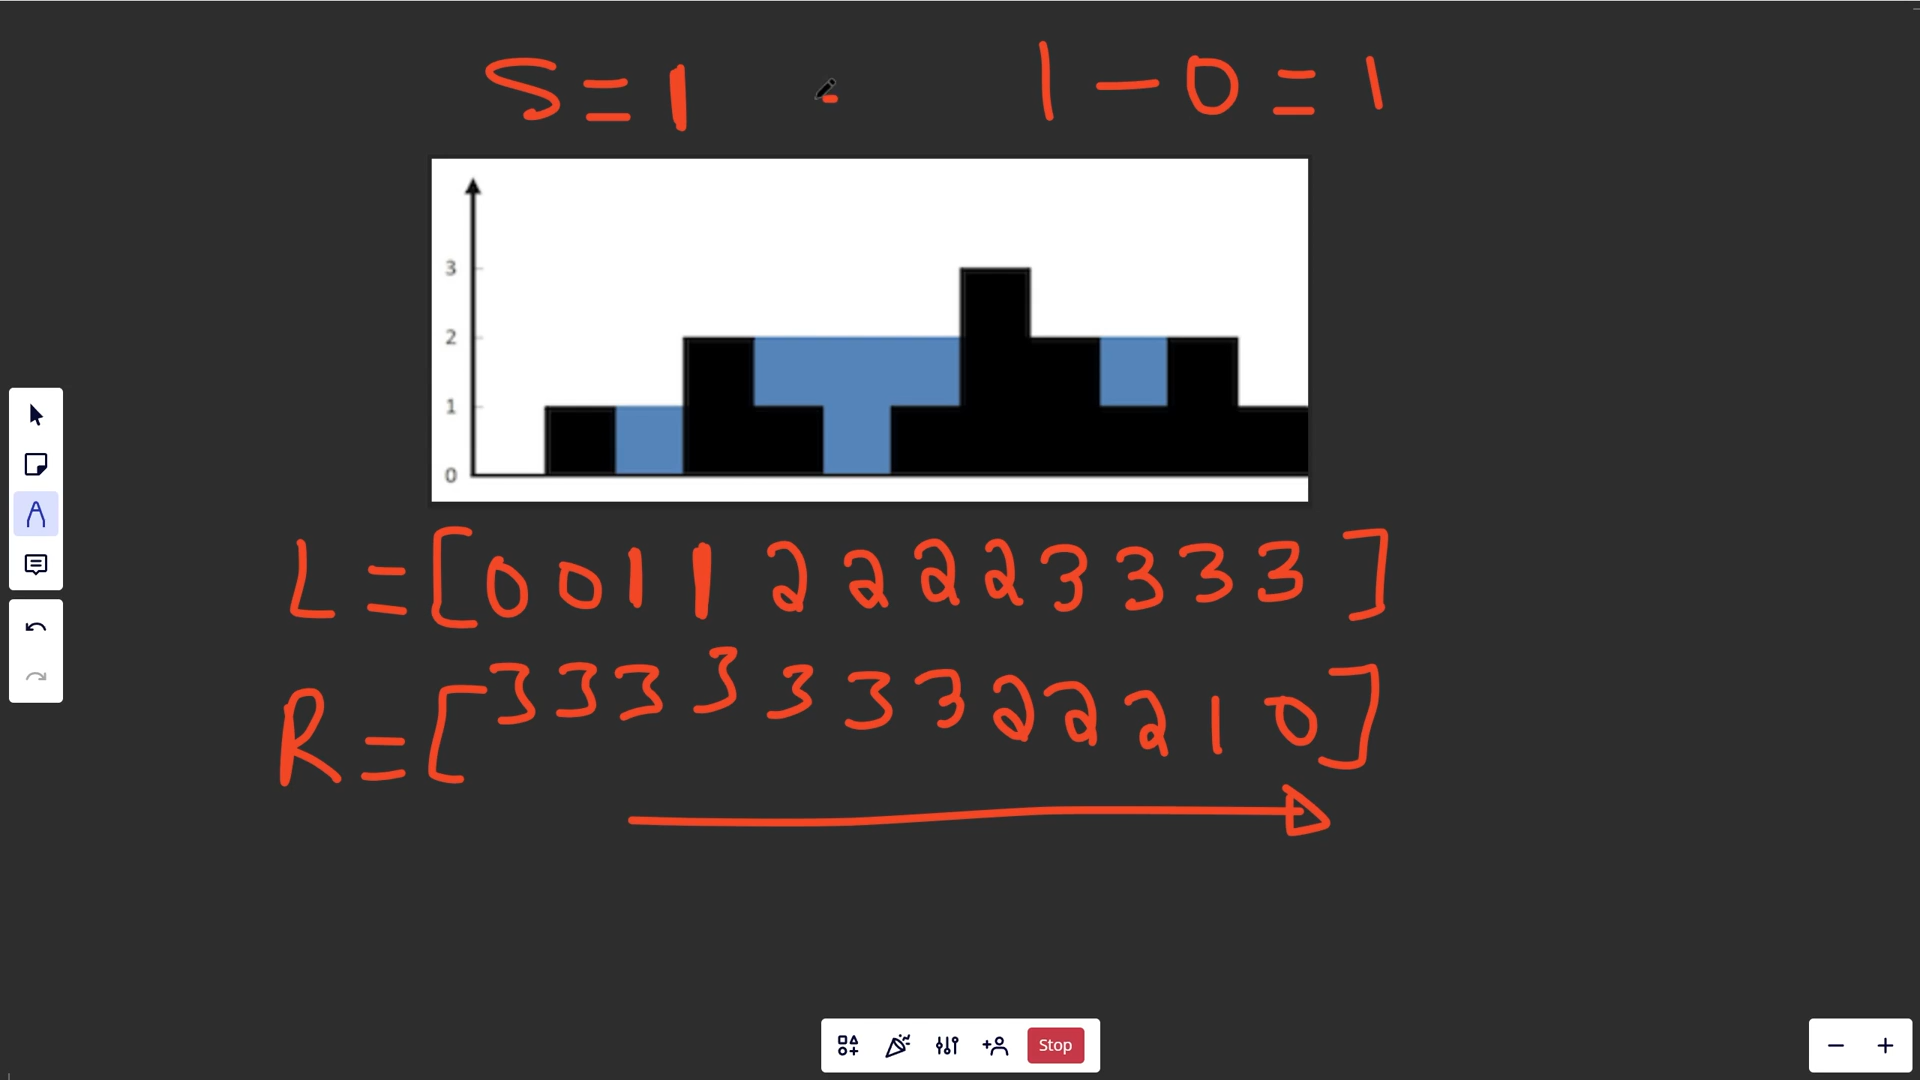 S = 1 - 1 - 0 = 1
3
2
1
0
L = [0 0 1 1 2 2 2 2 3 3 3 3]
R = [3 3 3 3 3 3 3 2 2 2 1 0]
Stop